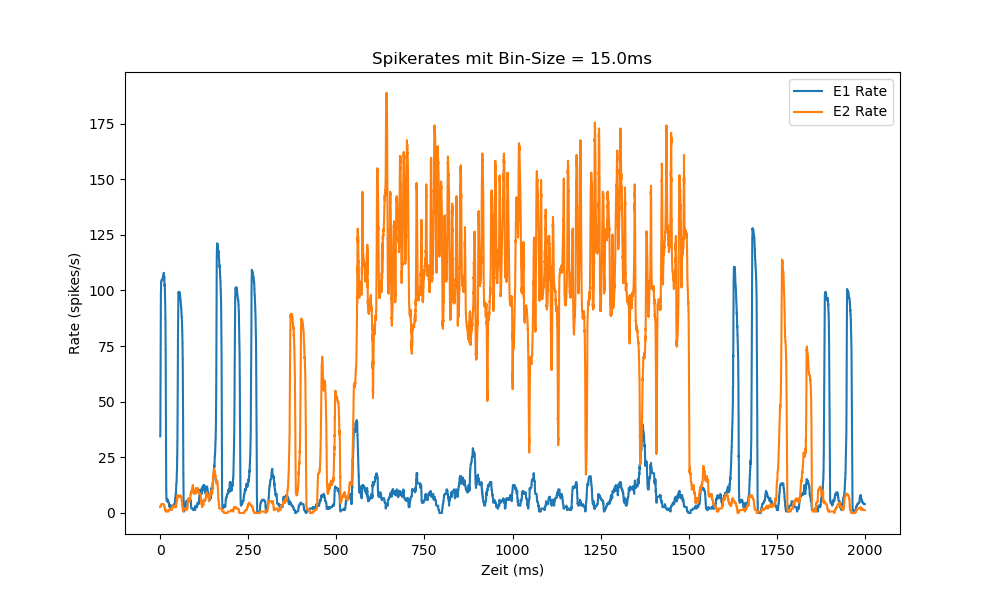 Spikerates mit Bin-Size = 15.0ms
E1 Rate
E2 Rate
175
150
125
100
75
50
25
0
Rate (spikes/s)
0 250 500 750 1000 1250 1500 1750 2000
Zeit (ms)